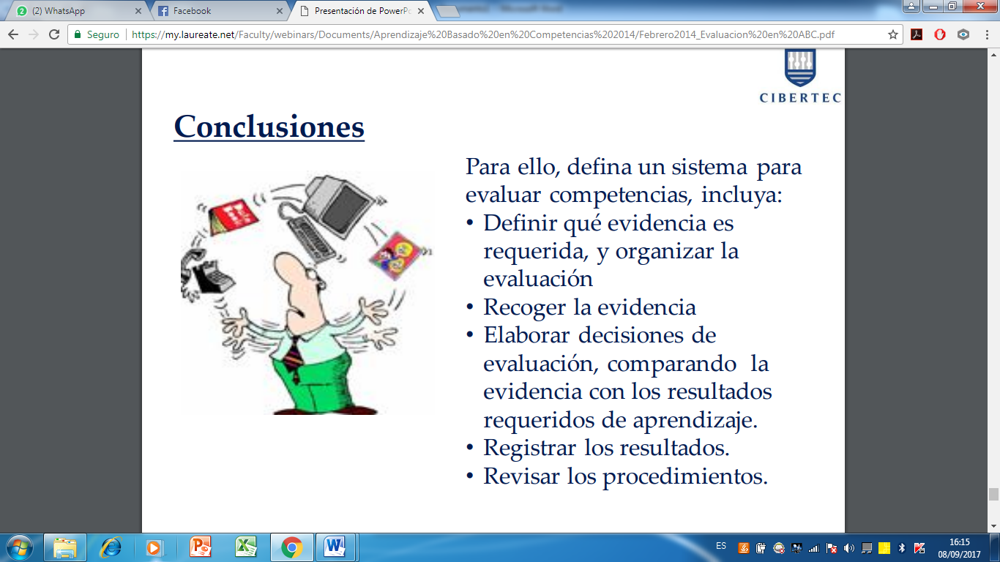 (2) WhatsApp
Facebook
Presentación de PowerPo
Seguro
https://my.laureate.net/Faculty/webinars/Documents/Aprendizaje%20Basado%20en%20Competencias%202014/Febrero2014_Evaluacion%20en%20ABC.pdf
CIBERTEC
Conclusiones
Para ello, defina un sistema para
evaluar competencias, incluya:
• Definir qué evidencia es
requerida, y organizar la
evaluación
• Recoger la evidencia
• Elaborar decisiones de
evaluación, comparando la
evidencia con los resultados
requeridos de aprendizaje.
• Registrar los resultados.
• Revisar los procedimientos.
ES
16:15
08/09/2017